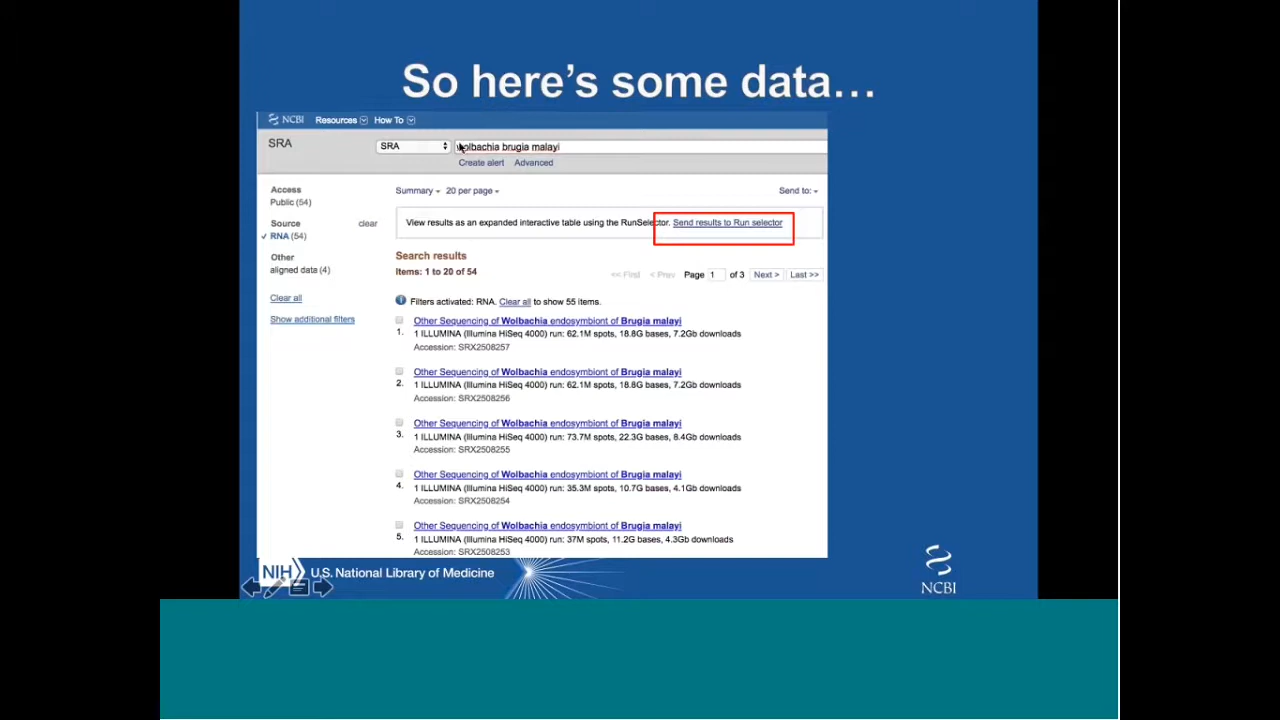 So here's some data...
NCBI Resources How To
SRA
SRA
wolbachia brugia malayi
Create alert Advanced
Access
Public (54)
Source clear
✓ RNA (54)
Other
aligned data (4)
Clear all
Show additional filters
Summary 20 per page Send to:
View results as an expanded interactive table using the RunSelector. Send results to Run selector
Search results
Items: 1 to 20 of 54
<< First < Prev Page 1 of 3 Next > Last >>
Filters activated: RNA. Clear all to show 55 items.
Other Sequencing of Wolbachia endosymbiont of Brugia malayi
1. 1 ILLUMINA (Illumina HiSeq 4000) run: 62.1M spots, 18.8G bases, 7.2Gb downloads
Accession: SRX2508257
Other Sequencing of Wolbachia endosymbiont of Brugia malayi
2. 1 ILLUMINA (Illumina HiSeq 4000) run: 62.1M spots, 18.8G bases, 7.2Gb downloads
Accession: SRX2508256
Other Sequencing of Wolbachia endosymbiont of Brugia malayi
3. 1 ILLUMINA (Illumina HiSeq 4000) run: 73.7M spots, 22.3G bases, 8.4Gb downloads
Accession: SRX2508255
Other Sequencing of Wolbachia endosymbiont of Brugia malayi
4. 1 ILLUMINA (Illumina HiSeq 4000) run: 35.3M spots, 10.7G bases, 4.1Gb downloads
Accession: SRX2508254
Other Sequencing of Wolbachia endosymbiont of Brugia malayi
5. 1 ILLUMINA (Illumina HiSeq 4000) run: 37M spots, 11.2G bases, 4.3Gb downloads
Accession: SRX2508253
NIH U.S. National Library of Medicine
NCBI